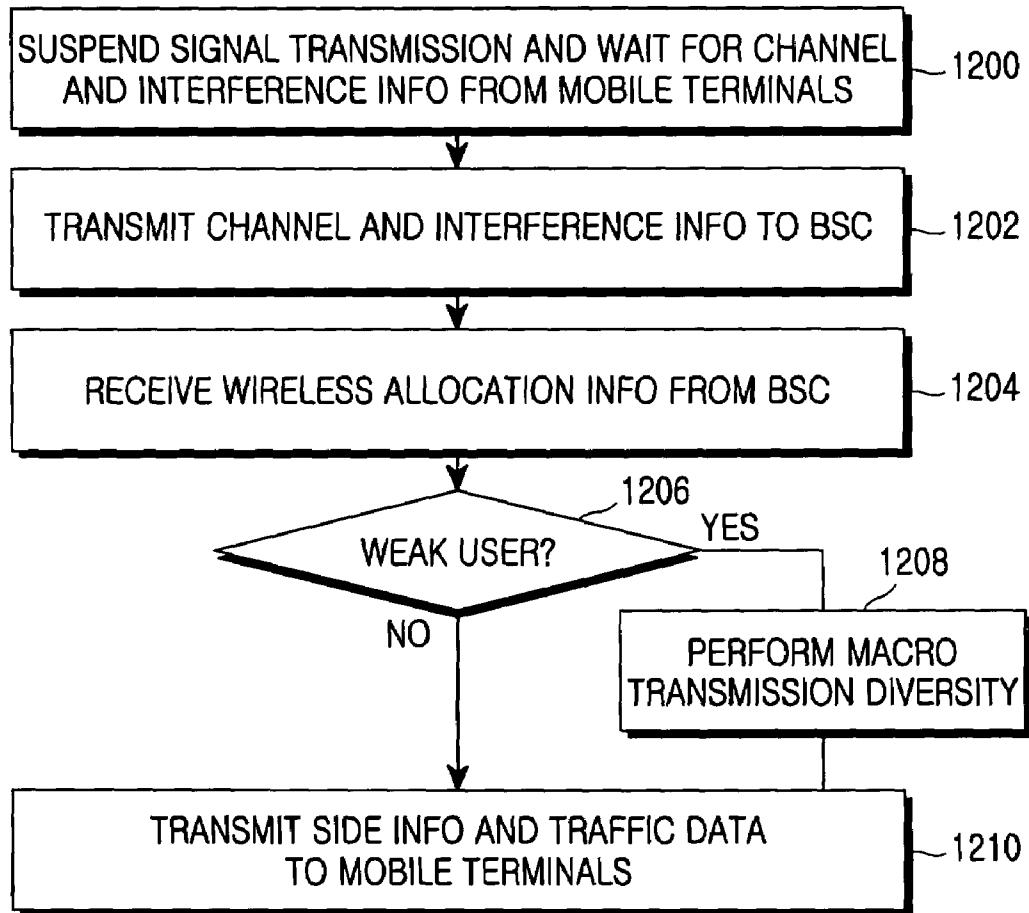 SUSPEND SIGNAL TRANSMISSION AND WAIT FOR CHANNEL
AND INTERFERENCE INFO FROM MOBILE TERMINALS
1200
TRANSMIT CHANNEL AND INTERFERENCE INFO TO BSC
1202
RECEIVE WIRELESS ALLOCATION INFO FROM BSC
1204
1206
WEAK USER?
YES
NO
1208
PERFORM MACRO
TRANSMISSION DIVERSITY
TRANSMIT SIDE INFO AND TRAFFIC DATA
TO MOBILE TERMINALS
1210